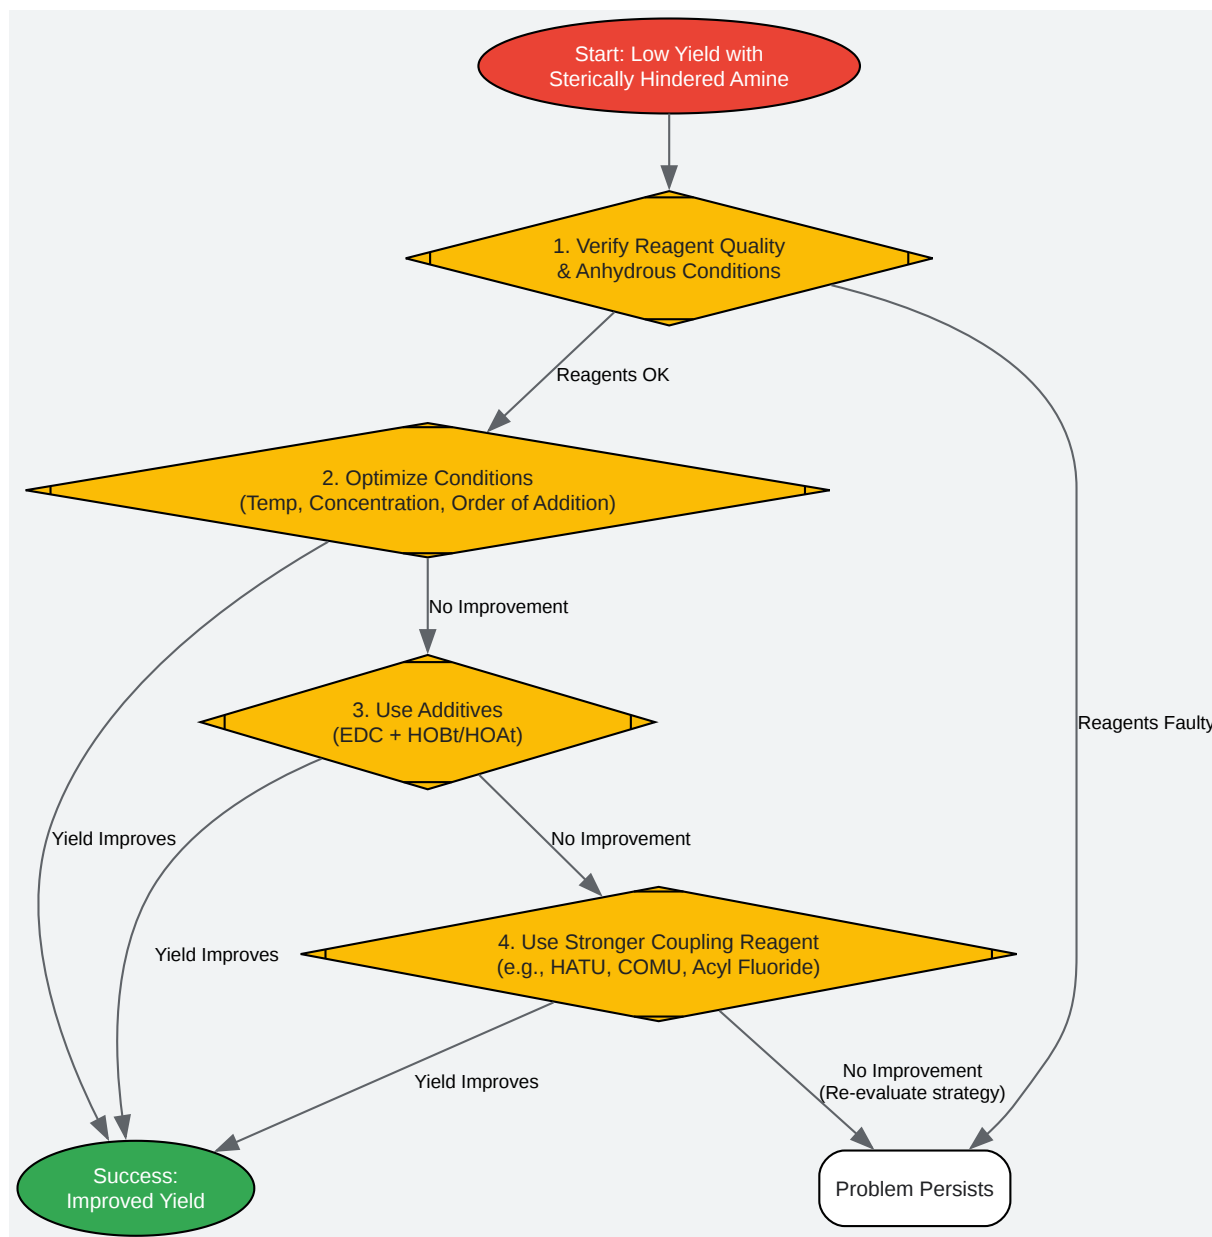 Start: Low Yield with
Sterically Hindered Amine
1. Verify Reagent Quality
& Anhydrous Conditions
Reagents OK
2. Optimize Conditions
(Temp, Concentration, Order of Addition)
No Improvement
3. Use Additives
(EDC + HOBt/HOAt)
Reagents Faulty
Yield Improves
No Improvement
Yield Improves
4. Use Stronger Coupling Reagent
(e.g., HATU, COMU, Acyl Fluoride)
Yield Improves
No Improvement
(Re-evaluate strategy)
Success:
Improved Yield
Problem Persists